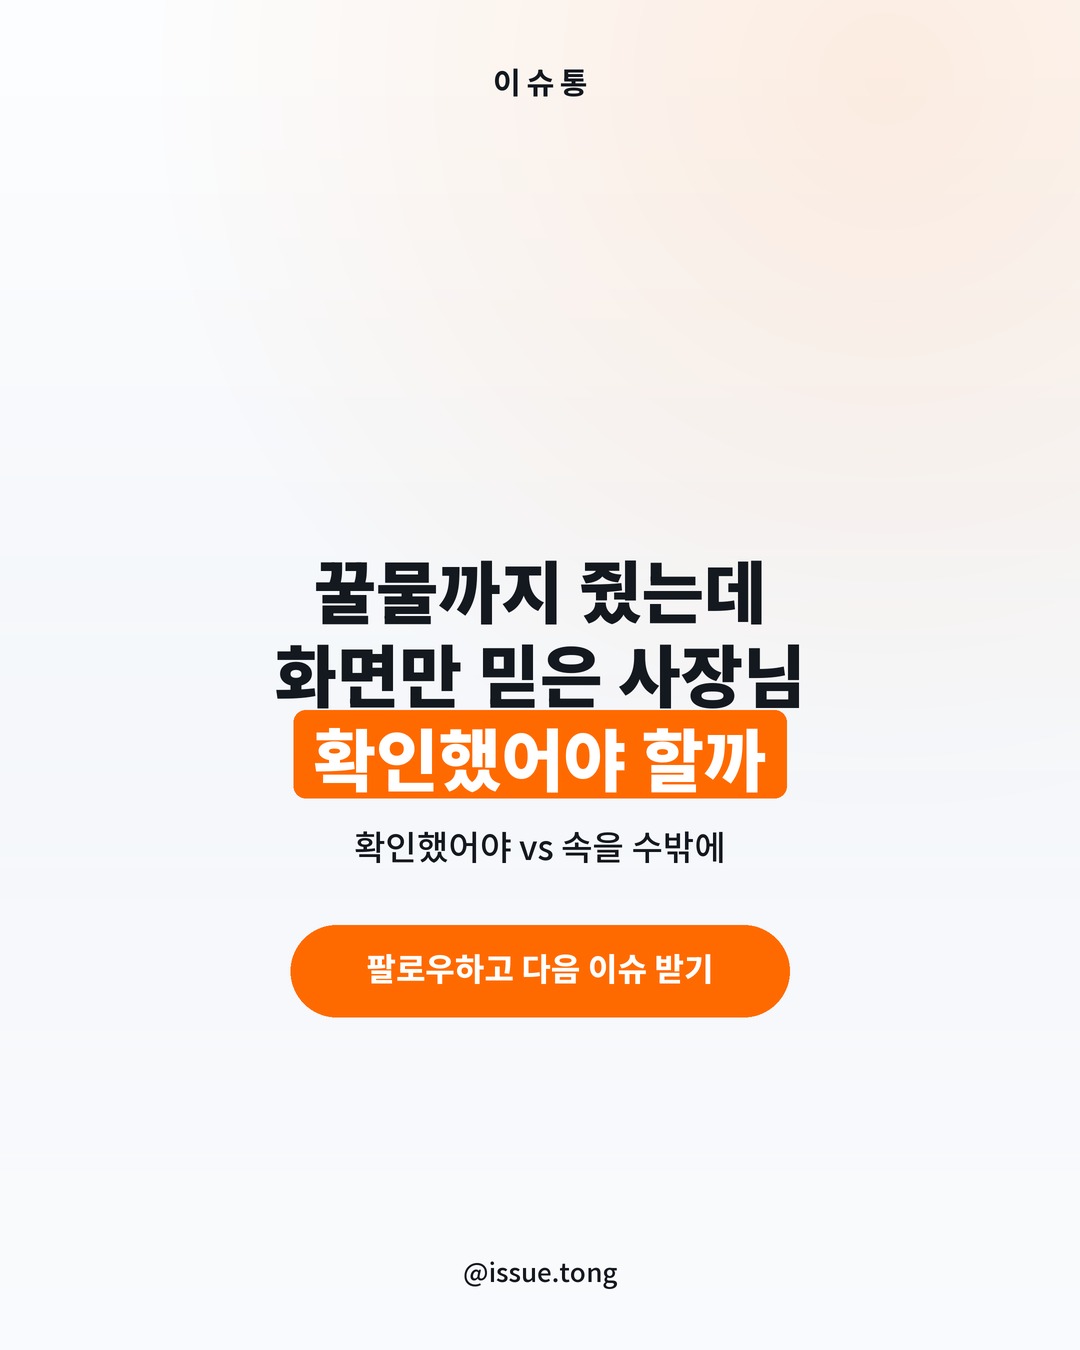 이슈통
꿀물까지 줬는데
화면만 믿은 사장님
확인했어야 할까
확인했어야 vs 속을 수밖에
팔로우하고 다음 이슈 받기
@issue.tong